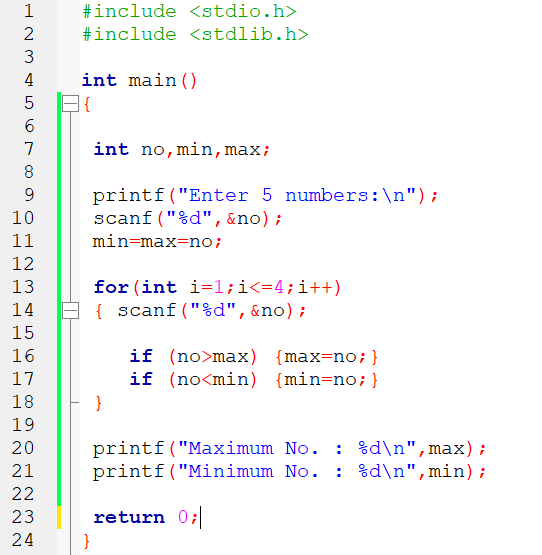 1 #include <stdio.h>
2 #include <stdlib.h>
3
4 int main()
5 {
6
7 int no,min,max;
8
9 printf("Enter 5 numbers:\n");
10 scanf("%d",&no);
11 min=max=no;
12
13 for(int i=1;i<=4;i++)
14 { scanf("%d",&no);
15
16 if (no>max) {max=no;}
17 if (no<min) {min=no;}
18 }
19
20 printf("Maximum No. : %d\n",max);
21 printf("Minimum No. : %d\n",min);
22
23 return 0;
24 }